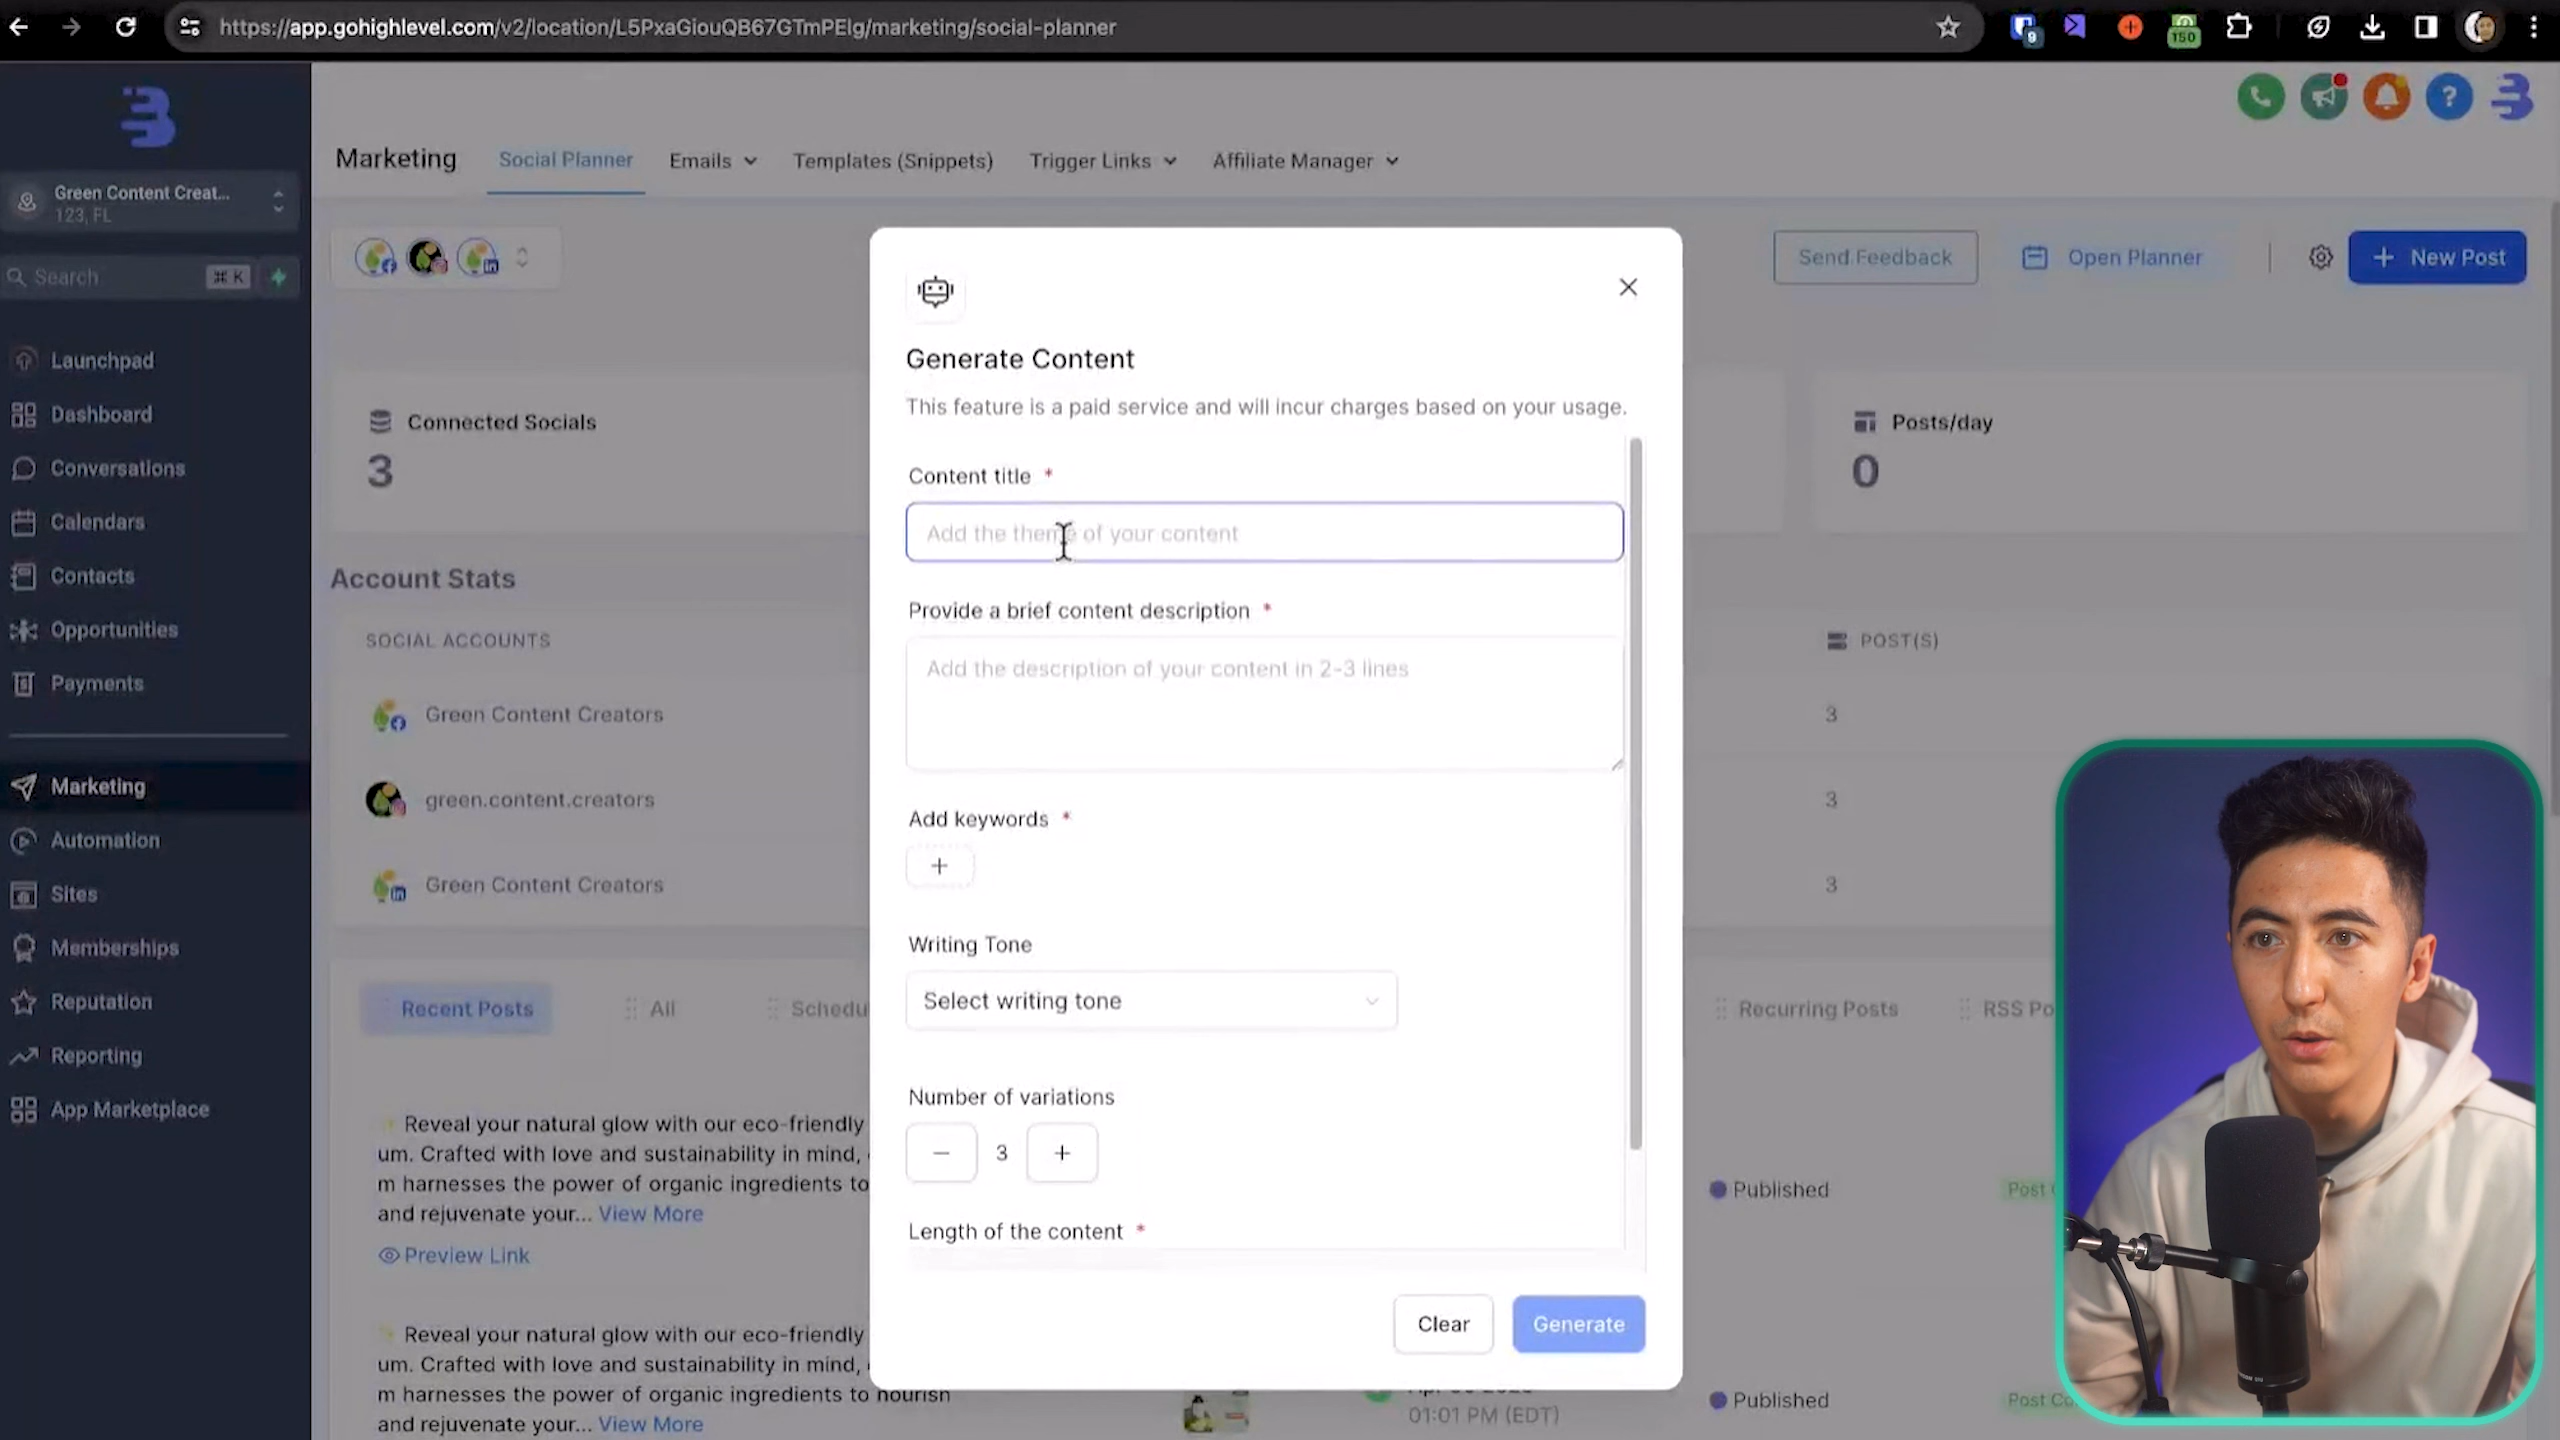 https://app.gohighlevel.com/v2/location/L5PxaGiouQB67GTmPElg/marketing/social-planner
9
150
Green Content Creat...
123, FL
Search
⌘ K
Launchpad
Dashboard
Conversations
Calendars
Contacts
Opportunities
Payments
Marketing
Automation
Sites
Memberships
Reputation
Reporting
App Marketplace
Marketing
Social Planner
Emails
Templates (Snippets)
Trigger Links
Affiliate Manager
Send Feedback
Open Planner
+ New Post
Connected Socials
3
Posts/day
0
Account Stats
SOCIAL ACCOUNTS
POST(S)
Green Content Creators
3
green.content.creators
3
Green Content Creators
3
Recent Posts
All
Schedu
Recurring Posts
RSS Po
Reveal your natural glow with our eco-friendly
um. Crafted with love and sustainability in mind,
m harnesses the power of organic ingredients to
and rejuvenate your... View More
Preview Link
Published
Post
Reveal your natural glow with our eco-friendly
um. Crafted with love and sustainability in mind,
m harnesses the power of organic ingredients to nourish
and rejuvenate your... View More
01:01 PM (EDT)
Published
Post Co
Generate Content
This feature is a paid service and will incur charges based on your usage.
Content title *
Add the theme of your content
Provide a brief content description *
Add the description of your content in 2-3 lines
Add keywords *
+
Writing Tone
Select writing tone
Number of variations
− 3 +
Length of the content *
Clear
Generate